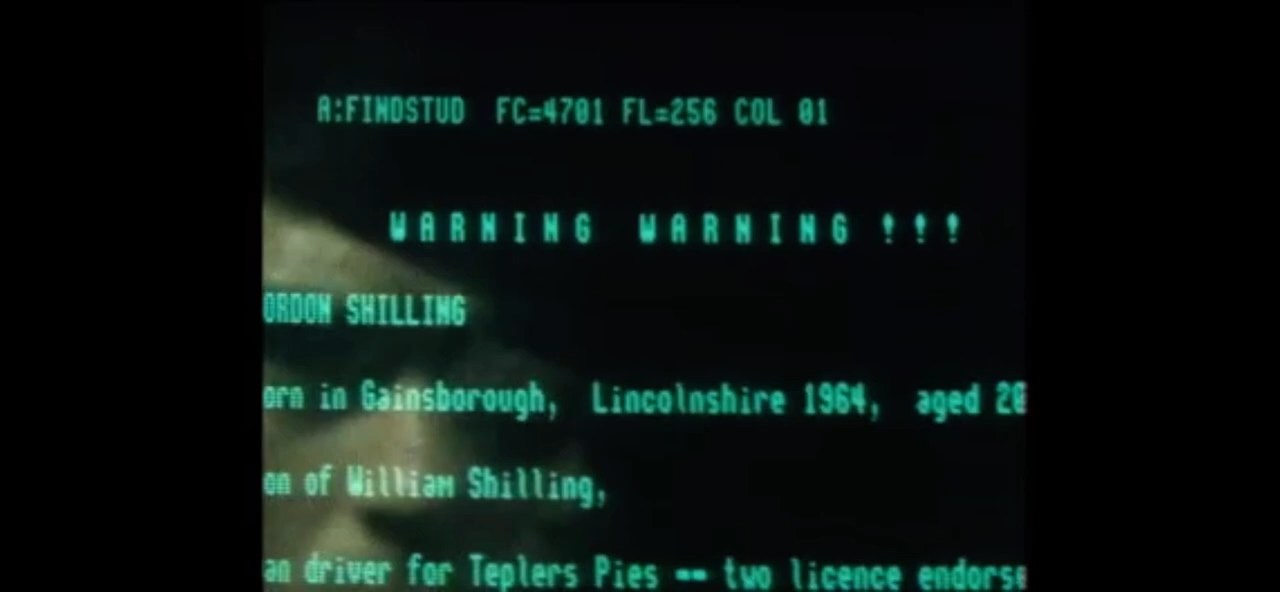 A:FINDSTUD FC=4701 FL=256 COL 01
WARNING WARNING !!!
ORDON SHILLING
orn in Gainsborough, Lincolnshire 1964, aged 20
on of William Shilling,
an driver for Teplers Pies -- two licence endorse